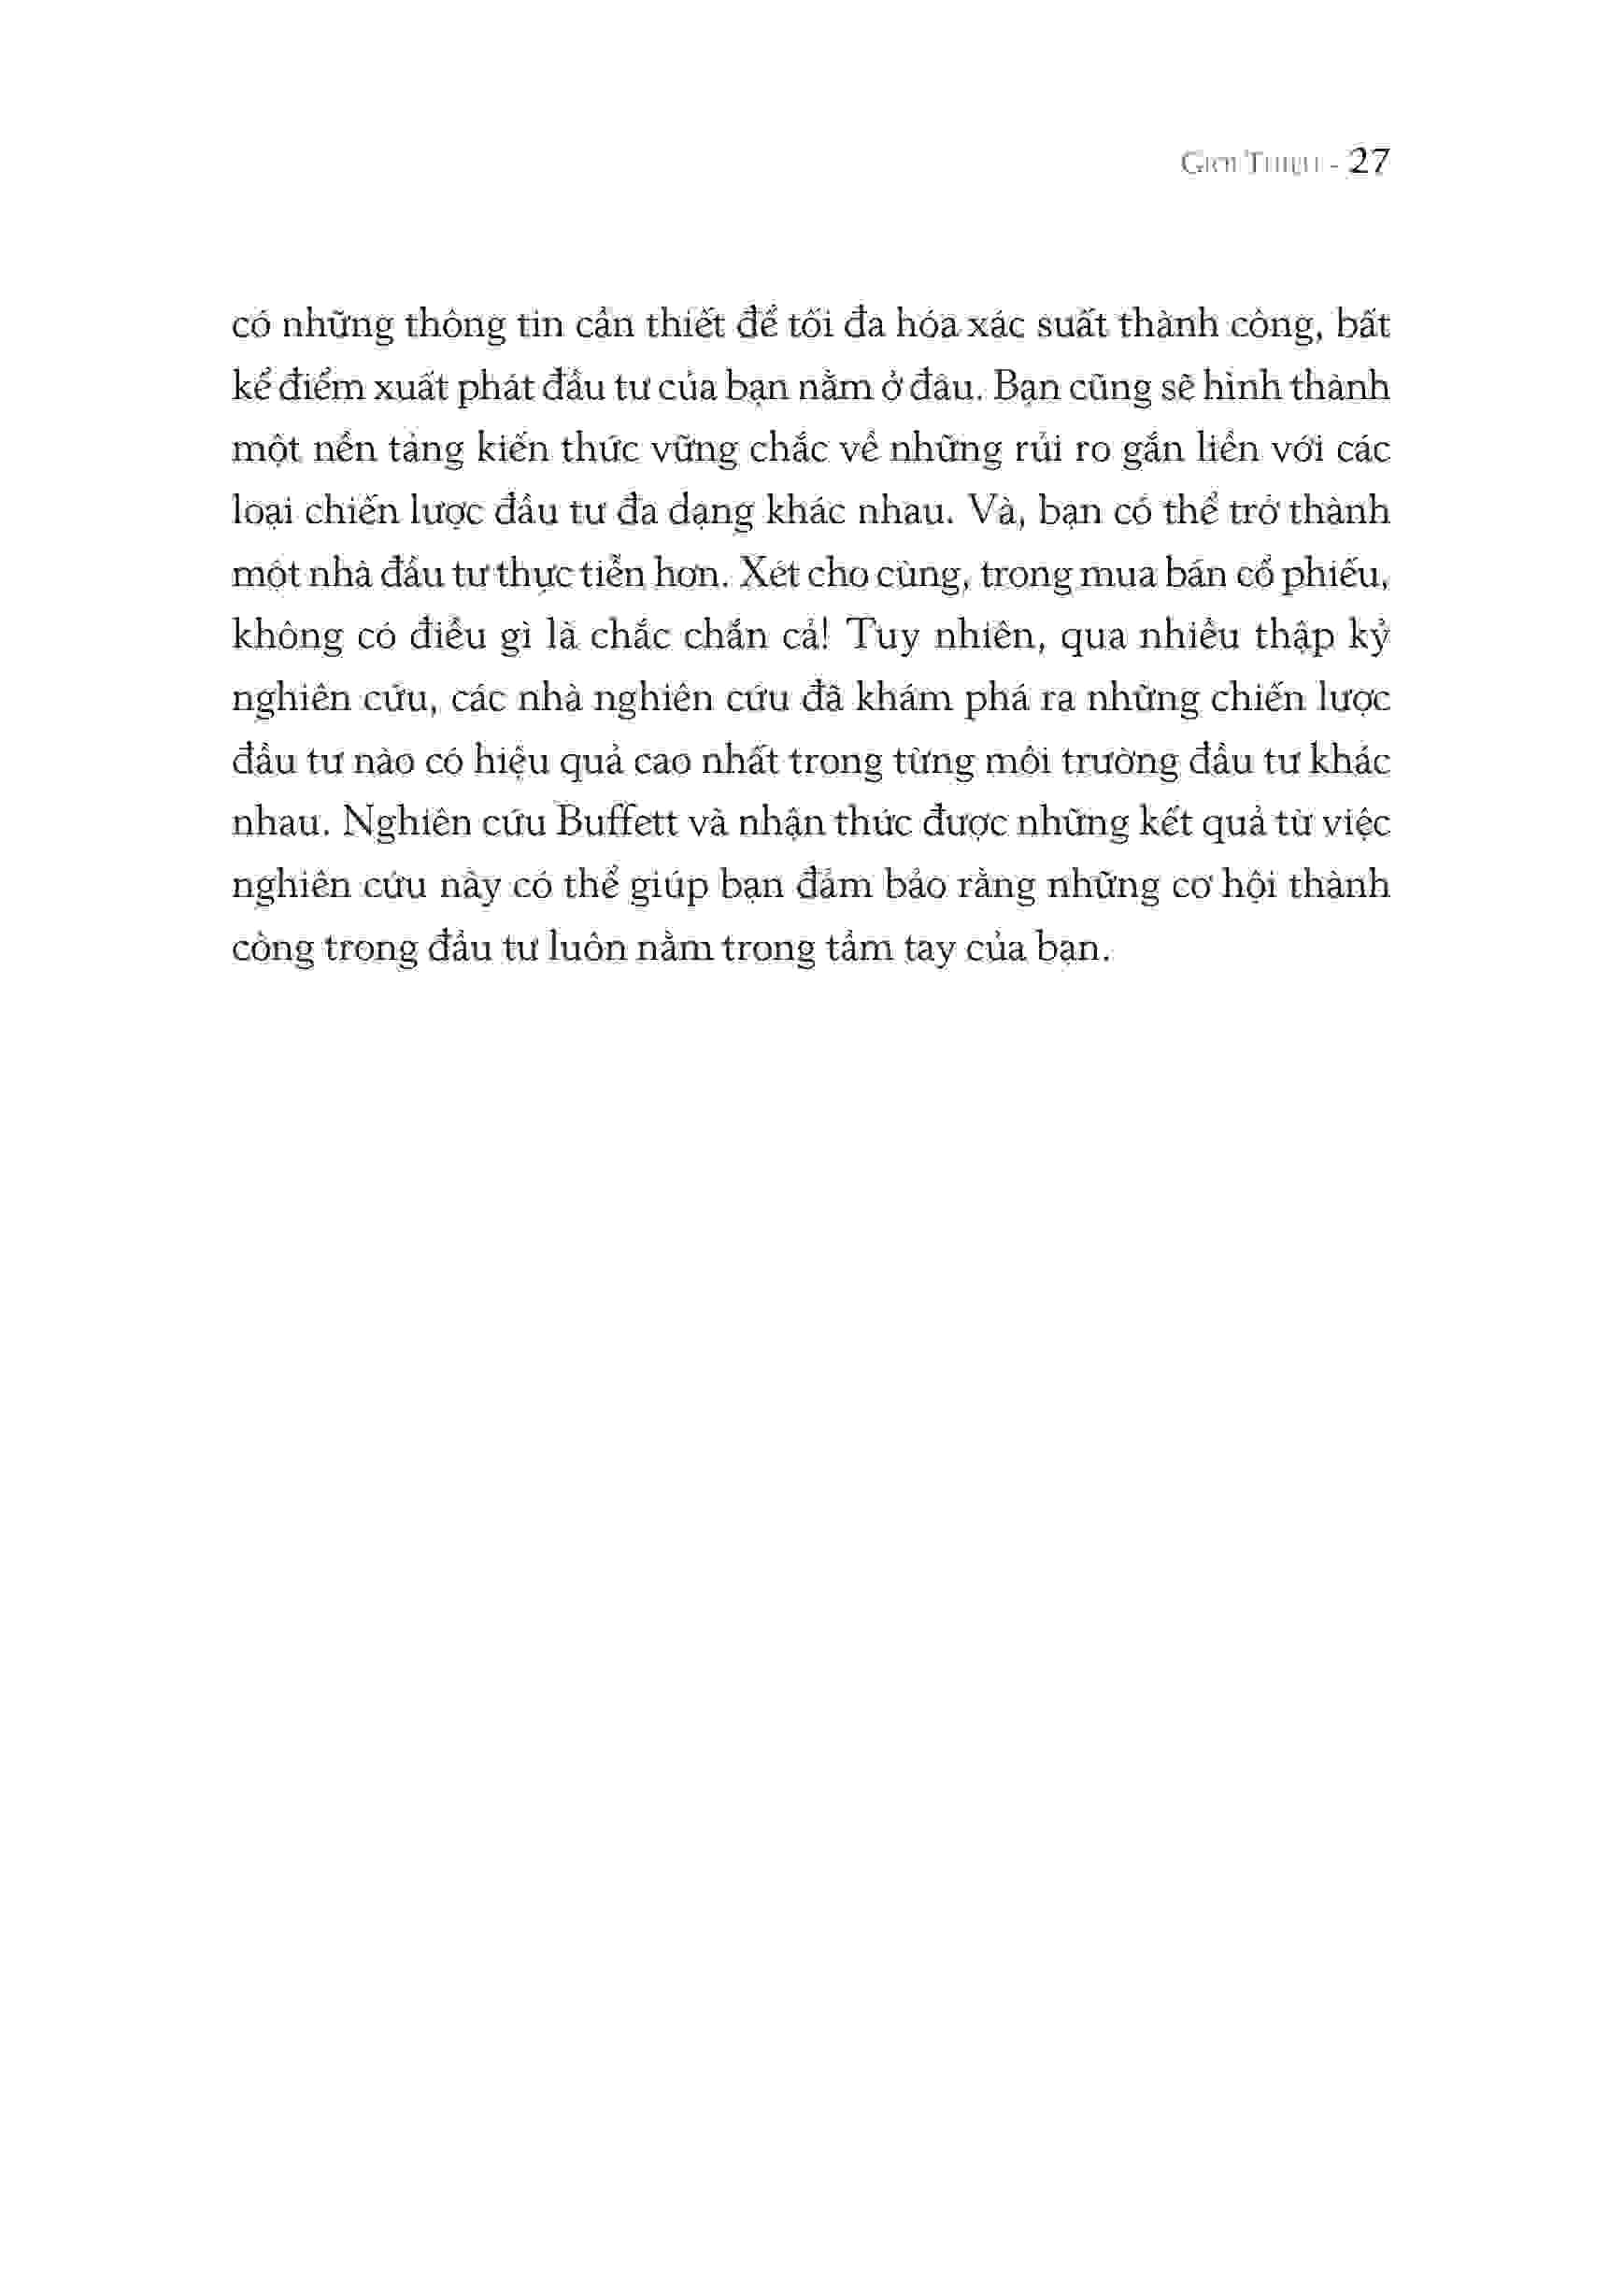 Giới Thiệu - 27
có những thông tin cần thiết để tối đa hóa xác suất thành công, bất
kể điểm xuất phát đầu tư của bạn nằm ở đâu. Bạn cũng sẽ hình thành
một nền tảng kiến thức vững chắc về những rủi ro gắn liền với các
loại chiến lược đầu tư đa dạng khác nhau. Và, bạn có thể trở thành
một nhà đầu tư thực tiễn hơn. Xét cho cùng, trong mua bán cổ phiếu,
không có điều gì là chắc chắn cả! Tuy nhiên, qua nhiều thập kỷ
nghiên cứu, các nhà nghiên cứu đã khám phá ra những chiến lược
đầu tư nào có hiệu quả cao nhất trong từng môi trường đầu tư khác
nhau. Nghiên cứu Buffett và nhận thức được những kết quả từ việc
nghiên cứu này có thể giúp bạn đảm bảo rằng những cơ hội thành
công trong đầu tư luôn nằm trong tầm tay của bạn.